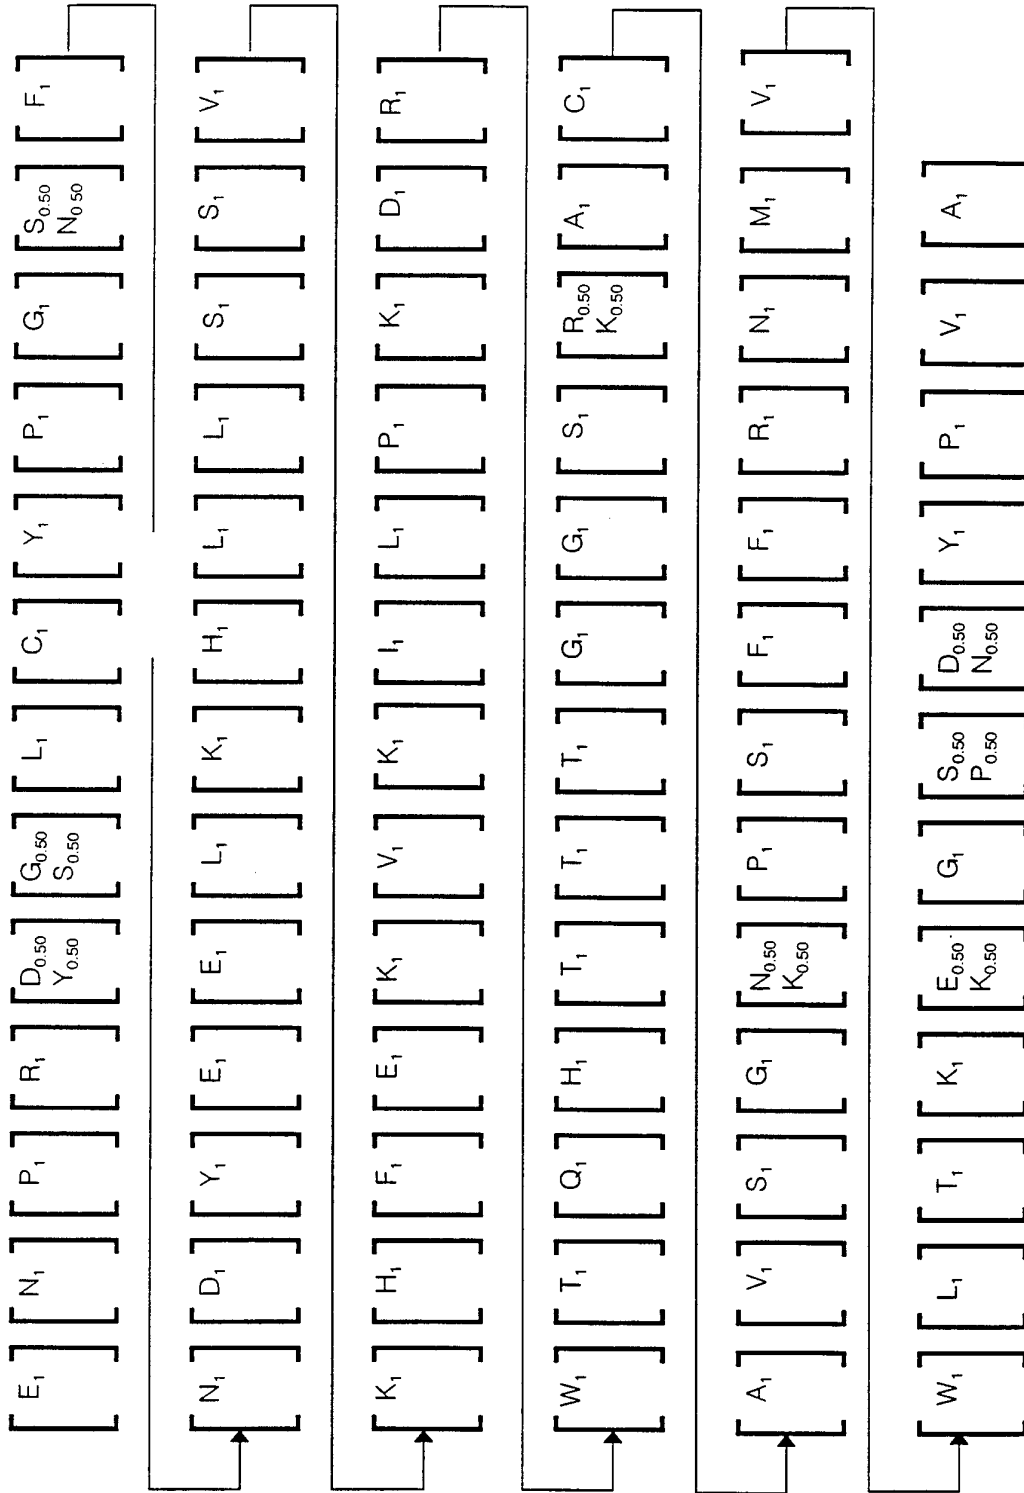 E1 N1 P1 R1 D0.50 Y0.50 G0.50 S0.50 L1 C1 Y1 P1 G1 S0.50 N0 50 F1
N1 D1 Y1 E1 E1 L1 K1 H1 L1 L1 S1 S1 V1
K1 H1 F1 E1 K1 V1 K1 I1 L1 P1 K1 D1 R1
W1 T1 Q1 H1 T1 T1 T1 G1 G1 S1 R0.50 K0.50 A1 C1
A1 V1 S1 G1 N0.50 K0.50 P1 S1 F1 F1 R1 N1 M1 V1
W1 L1 T1 K1 E0.50 K0.50 G1 S0.50 P0.50 D0.50 N0.50 Y1 P1 V1 A1